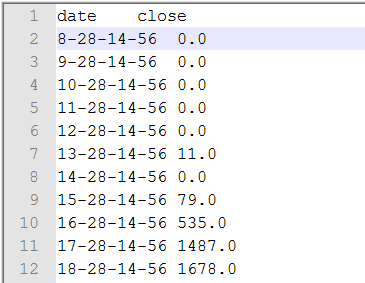 1 date    close
2 8-28-14-56  0.0
3 9-28-14-56  0.0
4 10-28-14-56 0.0
5 11-28-14-56 0.0
6 12-28-14-56 0.0
7 13-28-14-56 11.0
8 14-28-14-56 0.0
9 15-28-14-56 79.0
10 16-28-14-56 535.0
11 17-28-14-56 1487.0
12 18-28-14-56 1678.0